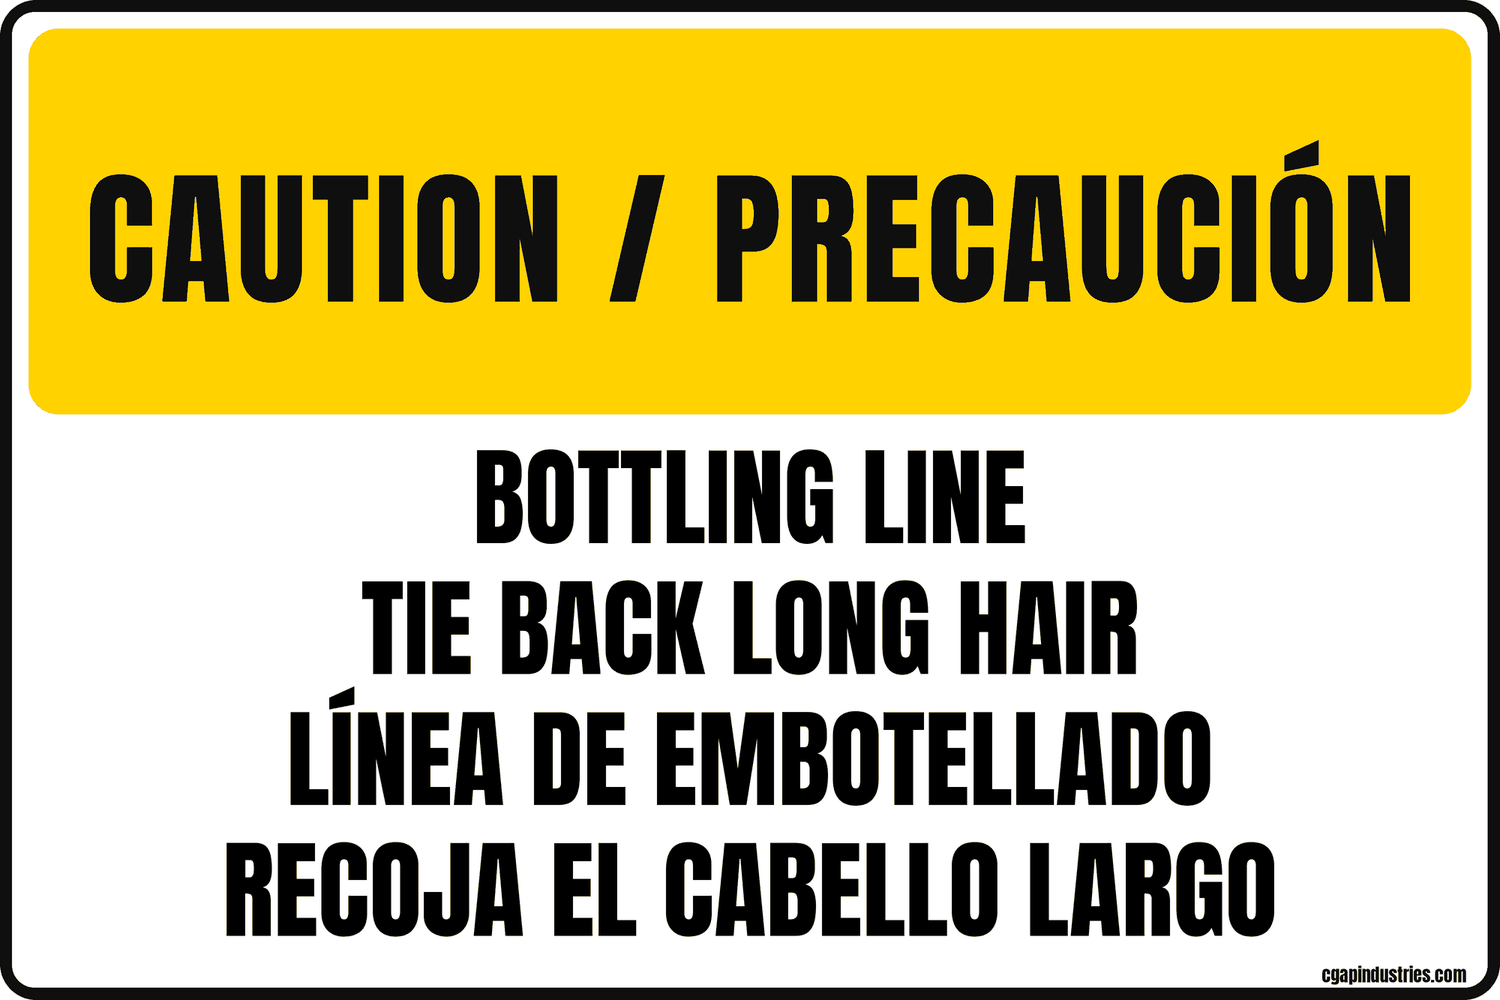 CAUTION / PRECAUCIÓN
BOTTLING LINE
TIE BACK LONG HAIR
LÍNEA DE EMBOTELLADO
RECOJA EL CABELLO LARGO
cgapindustries.com